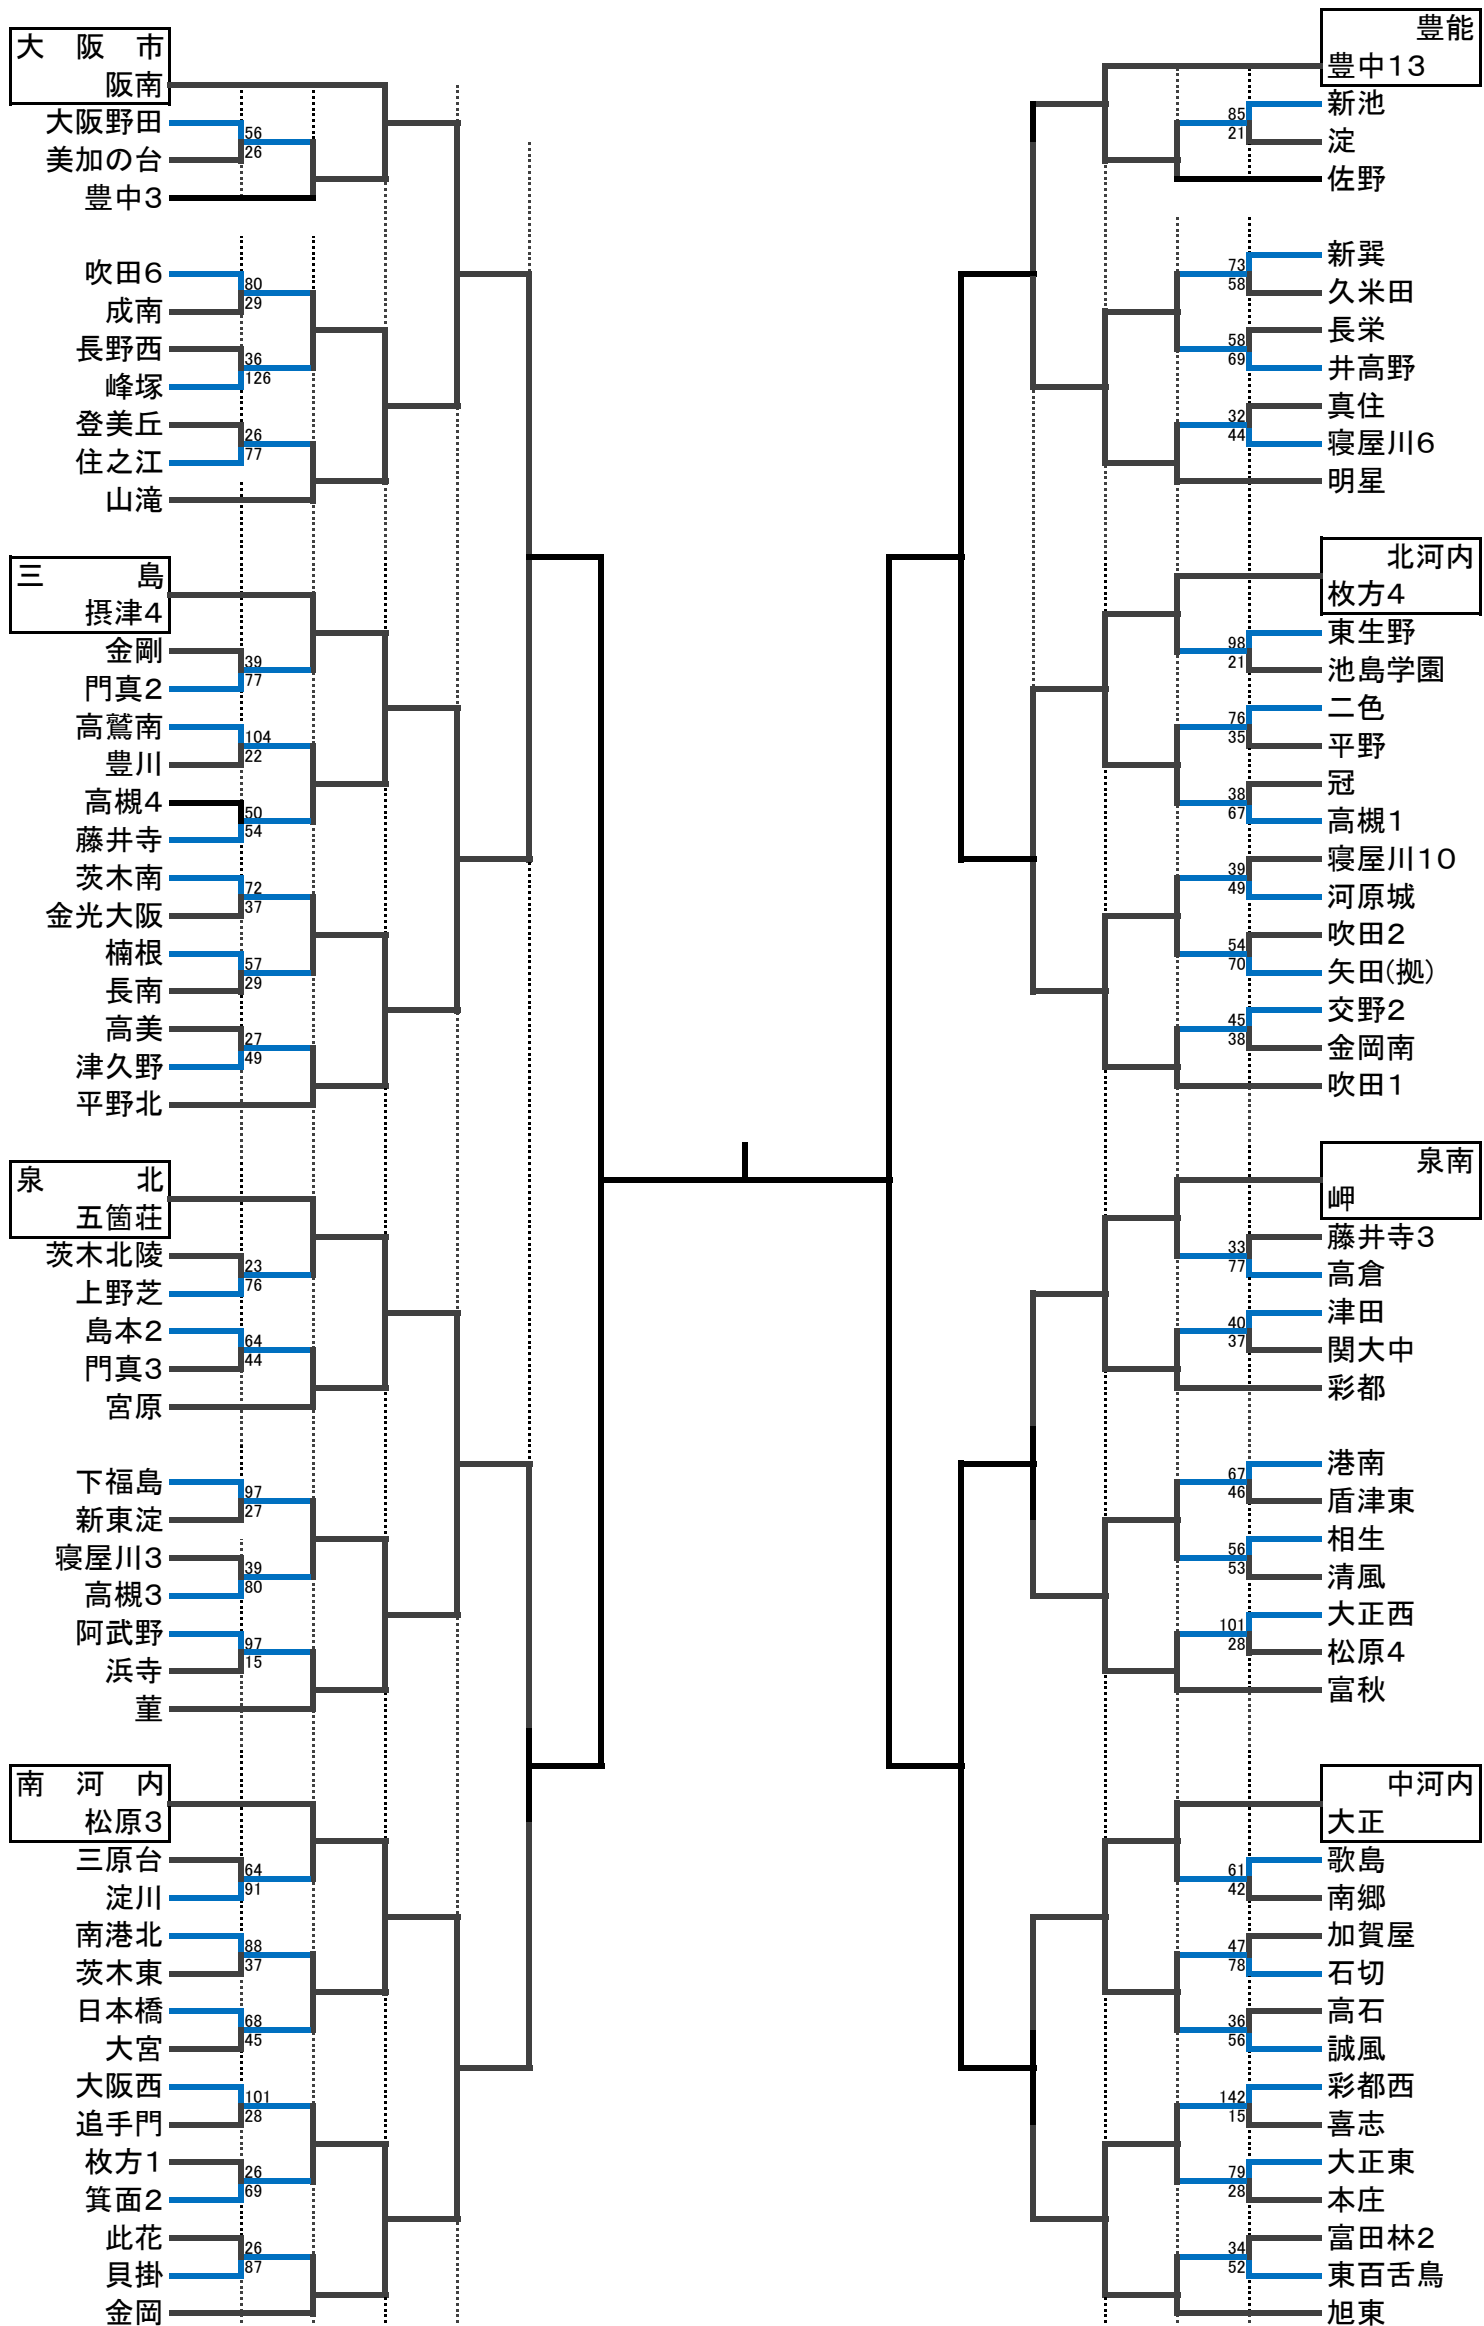 大　阪　市
阪南
大阪野田
56
26
美加の台
豊中3
吹田6
80
29
成南
長野西
36
126
峰塚
登美丘
26
77
住之江
山滝
三　　　島
摂津4
金剛
39
77
門真2
高鷲南
104
22
豊川
高槻4
50
54
藤井寺
茨木南
72
37
金光大阪
楠根
57
29
長南
高美
27
49
津久野
平野北
泉　　　北
五箇荘
茨木北陵
23
76
上野芝
島本2
64
44
門真3
宮原
下福島
97
27
新東淀
寝屋川3
39
80
高槻3
阿武野
97
15
浜寺
菫
南　河　内
松原3
三原台
64
91
淀川
南港北
88
37
茨木東
日本橋
68
45
大宮
大阪西
101
28
追手門
枚方1
26
69
箕面2
此花
26
87
貝掛
金岡
豊能
豊中13
新池
85
21
淀
佐野
新巽
73
58
久米田
長栄
58
69
井高野
真住
32
44
寝屋川6
明星
北河内
枚方4
東生野
98
21
池島学園
二色
76
35
平野
冠
38
67
高槻1
寝屋川10
39
49
河原城
吹田2
54
70
矢田(拠)
交野2
45
38
金岡南
吹田1
泉南
岬
藤井寺3
33
77
高倉
津田
40
37
関大中
彩都
港南
67
46
盾津東
相生
56
53
清風
大正西
101
28
松原4
富秋
中河内
大正
歌島
61
42
南郷
加賀屋
47
78
石切
高石
36
56
誠風
彩都西
142
15
喜志
大正東
79
28
本庄
富田林2
34
52
東百舌鳥
旭東